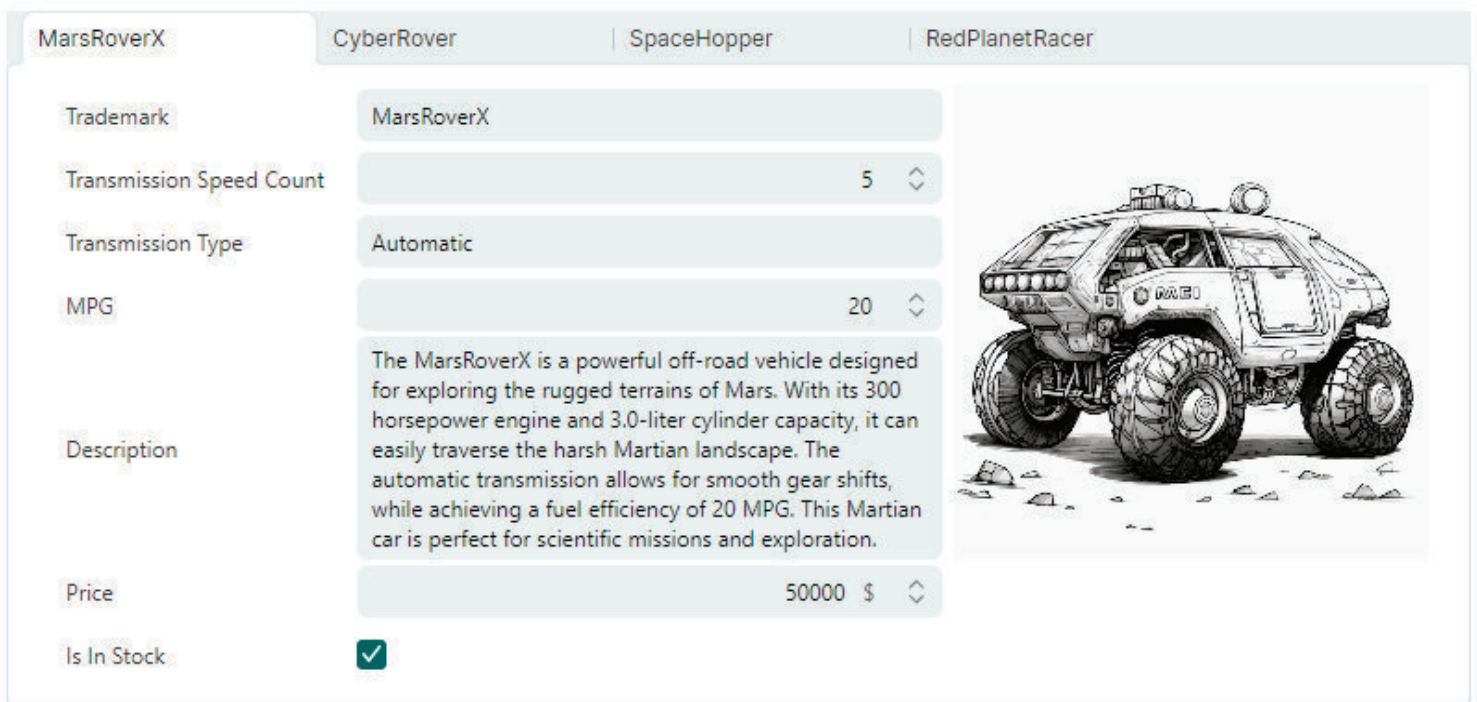 MarsRoverX
CyberRover
SpaceHopper
RedPlanetRacer
Trademark
MarsRoverX
Transmission Speed Count
5
Transmission Type
Automatic
MPG
20
Description
The MarsRoverX is a powerful off-road vehicle designed
for exploring the rugged terrains of Mars. With its 300
horsepower engine and 3.0-liter cylinder capacity, it can
easily traverse the harsh Martian landscape. The
automatic transmission allows for smooth gear shifts,
while achieving a fuel efficiency of 20 MPG. This Martian
car is perfect for scientific missions and exploration.
Price
50000 $
Is In Stock